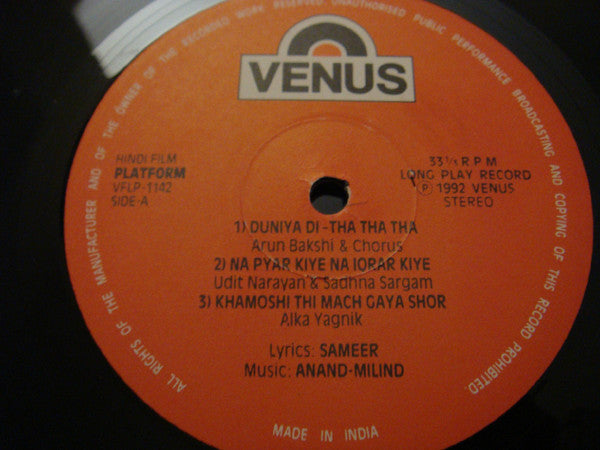 ALL RIGHTS OF THE MANUFACTURER AND OF THE OWNER OF THE RECORDED WORK RESERVED. UNAUTHORISED PUBLIC PERFORMANCE BROADCASTING AND COPYING OF THIS RECORD PROHIBITED.
VENUS
HINDI FILM
PLATFORM
VFLP-1142
SIDE-A
33⅓ R P M
LONG PLAY RECORD
℗ 1992 VENUS
STEREO
1) DUNIYA DI -THA THA THA
Arun Bakshi & Chorus
2) NA PYAR KIYE NA IQRAR KIYE
Udit Narayan & Sadhna Sargam
3) KHAMOSHI THI MACH GAYA SHOR
Alka Yagnik
Lyrics: SAMEER
Music: ANAND-MILIND
MADE IN INDIA